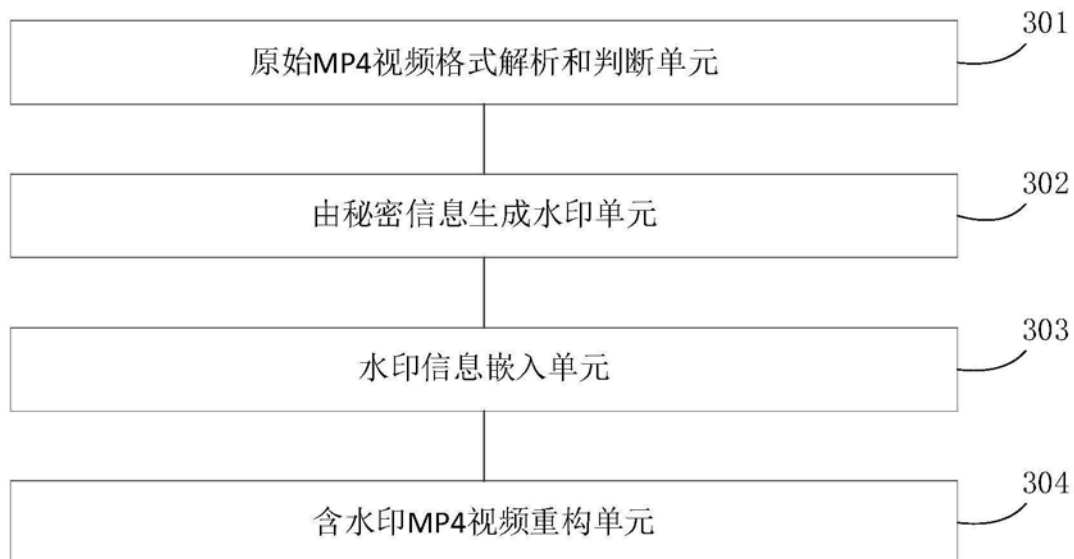 301
原始MP4视频格式解析和判断单元
302
由秘密信息生成水印单元
303
水印信息嵌入单元
304
含水印MP4视频重构单元